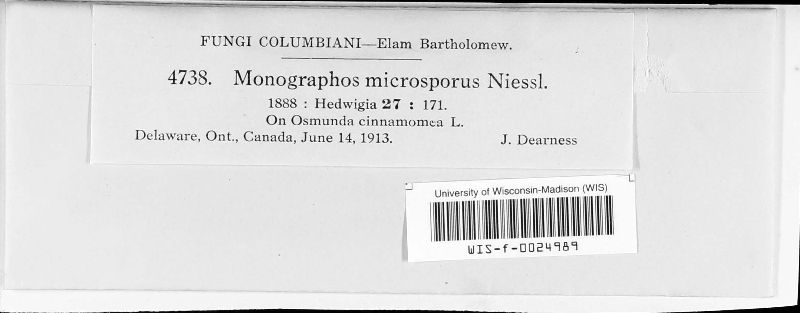 FUNGI COLUMBIANI—Elam Bartholomew.
4738. Monographos microsporus Niessl.
1888 : Hedwigia 27 : 171.
On Osmunda cinnamomea L.
Delaware, Ont., Canada, June 14, 1913. J. Dearness
University of Wisconsin-Madison (WIS)
WIS-f-0024989